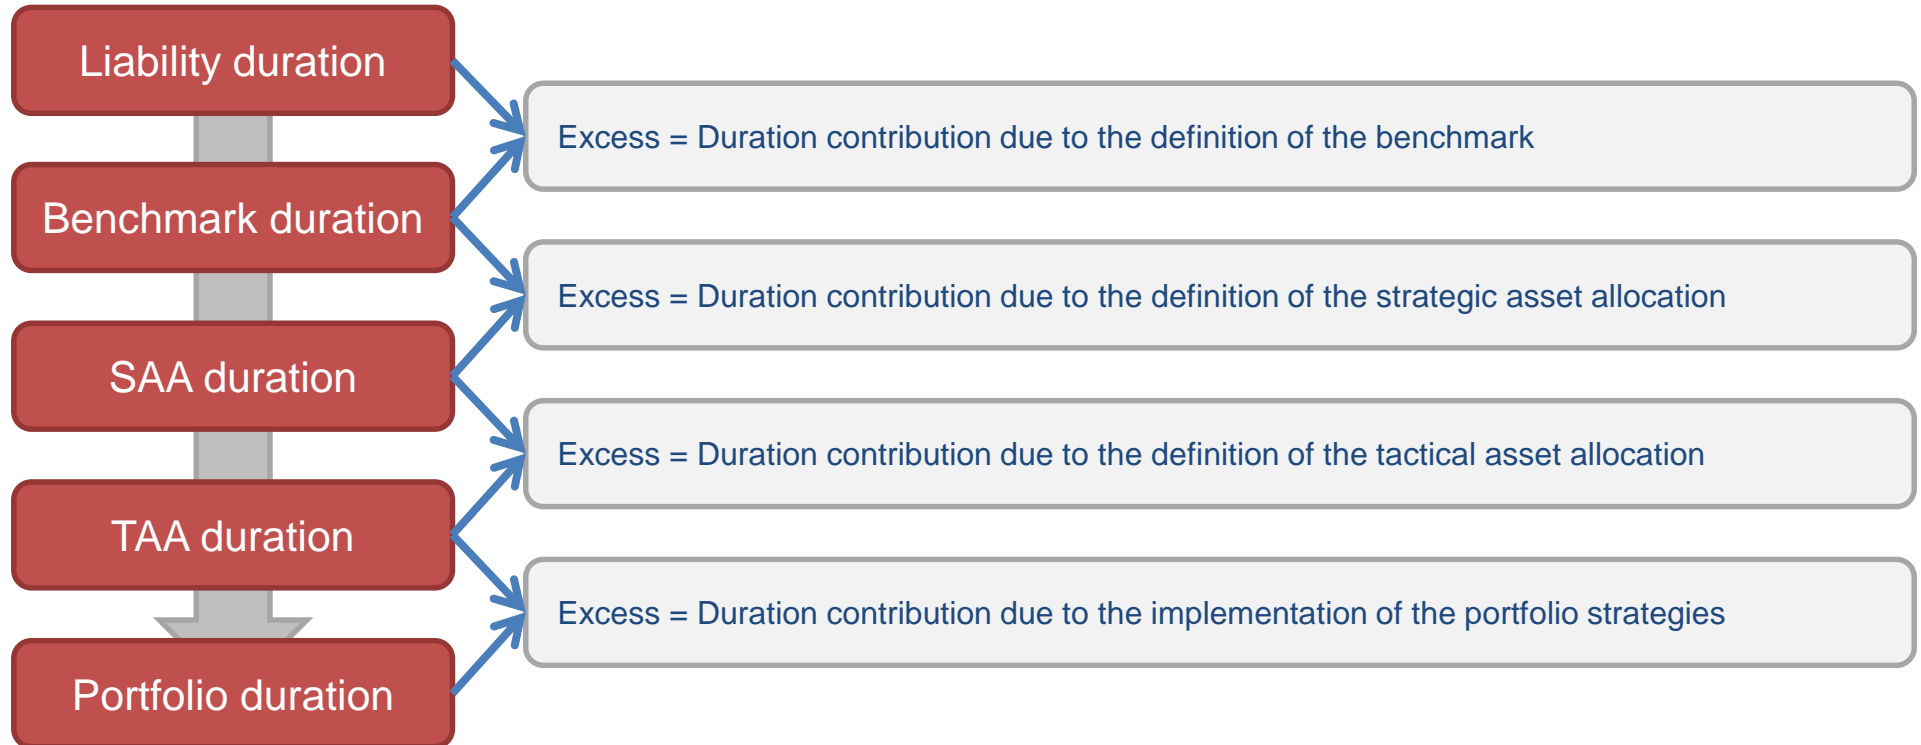 Liability duration
Excess = Duration contribution due to the definition of the benchmark
Benchmark duration
Excess = Duration contribution due to the definition of the strategic asset allocation
SAA duration
Excess = Duration contribution due to the definition of the tactical asset allocation
TAA duration
Excess = Duration contribution due to the implementation of the portfolio strategies
Portfolio duration